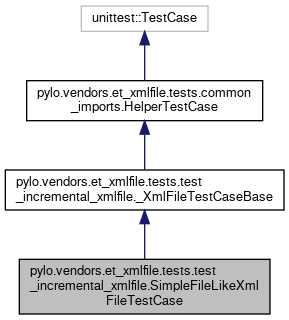 unittest::TestCase
pylo.vendors.et_xmlfile.tests.common
_imports.HelperTestCase
pylo.vendors.et_xmlfile.tests.test
_incremental_xmlfile._XmlFileTestCaseBase
pylo.vendors.et_xmlfile.tests.test
_incremental_xmlfile.SimpleFileLikeXml
FileTestCase